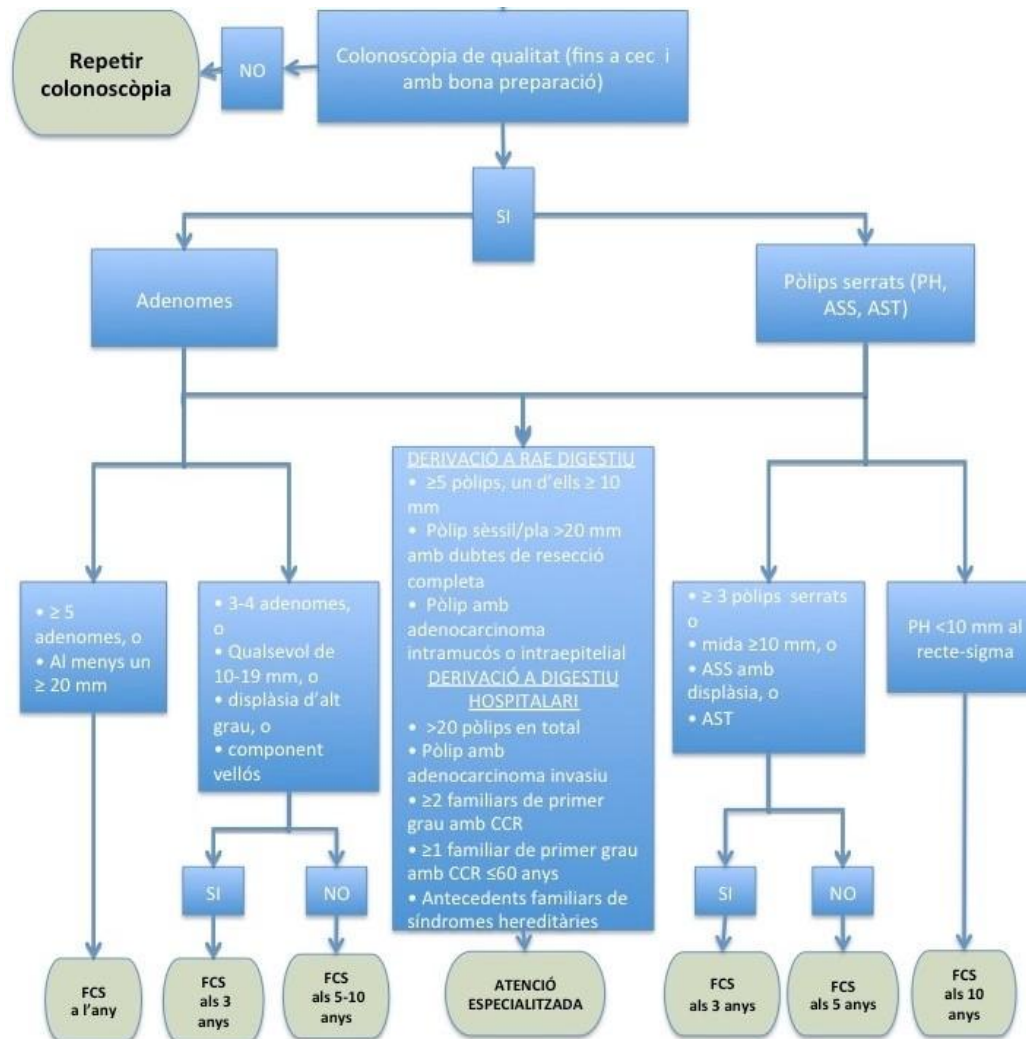 Repetir
colonoscòpia
NO
Colonoscòpia de qualitat (fins a cec i
amb bona preparació)
SI
Adenomes
Pòlips serrats (PH,
ASS, AST)
• ≥ 5
adenomes, o
• Al menys un
≥ 20 mm
• 3-4 adenomes,
o
• Qualsevol de
10-19 mm, o
• displàsia d'alt
grau, o
• component
vellós
DERIVACIÓ A RAE DIGESTIU
• ≥5 pòlips, un d'ells ≥ 10
mm
• Pòlip sèssil/pla >20 mm
amb dubtes de resecció
completa
• Pòlip amb
adenocarcinoma
intramucós o intraepitelial
DERIVACIÓ A DIGESTIU
HOSPITALARI
• >20 pòlips en total
• Pòlip amb
adenocarcinoma invasiu
• ≥2 familiars de primer
grau amb CCR
• ≥1 familiar de primer grau
amb CCR ≤60 anys
• Antecedents familiars de
síndromes hereditàries
• ≥ 3 pòlips serrats
o
• mida ≥10 mm, o
• ASS amb
displàsia, o
• AST
PH <10 mm al
recte-sigma
SI
NO
SI
NO
FCS
a l'any
FCS
als 3
anys
FCS
als 5-10
anys
ATENCIÓ
ESPECIALITZADA
FCS
als 3 anys
FCS
als 5 anys
FCS
als 10
anys